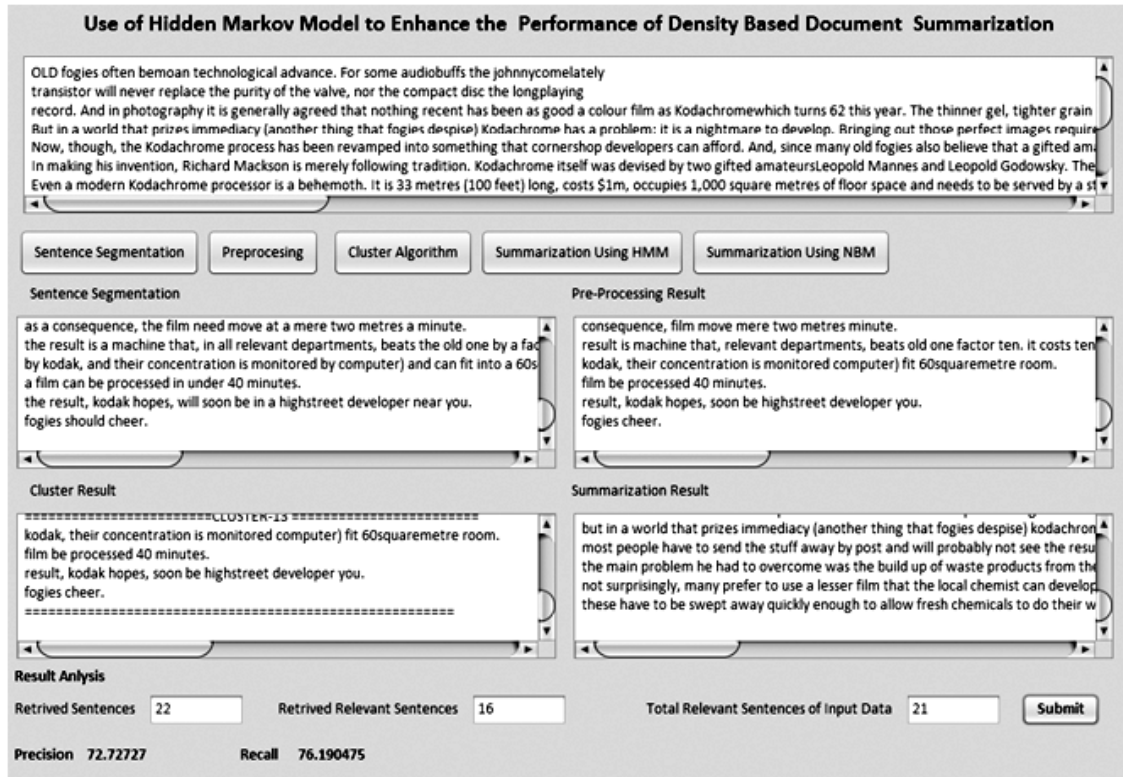 Use of Hidden Markov Model to Enhance the Performance of Density Based Document Summarization
OLD fogies often bemoan technological advance. For some audiobuffs the johnnycomelately
transistor will never replace the purity of the valve, nor the compact disc the longplaying
record. And in photography it is generally agreed that nothing recent has been as good a colour film as Kodachromewhich turns 62 this year. The thinner gel, tighter grain
But in a world that prizes immediacy (another thing that fogies despise) Kodachrome has a problem: it is a nightmare to develop. Bringing out those perfect images require
Now, though, the Kodachrome process has been revamped into something that cornershop developers can afford. And, since many old fogies also believe that a gifted ama
In making his invention, Richard Mackson is merely following tradition. Kodachrome itself was devised by two gifted amateursLeopold Mannes and Leopold Godowsky. The
Even a modern Kodachrome processor is a behemoth. It is 33 metres (100 feet) long, costs $1m, occupies 1,000 square metres of floor space and needs to be served by a st
Sentence Segmentation Preprocesing Cluster Algorithm Summarization Using HMM Summarization Using NBM
Sentence Segmentation
as a consequence, the film need move at a mere two metres a minute.
the result is a machine that, in all relevant departments, beats the old one by a fac
by kodak, and their concentration is monitored by computer) and can fit into a 60s
a film can be processed in under 40 minutes.
the result, kodak hopes, will soon be in a highstreet developer near you.
fogies should cheer.
Pre-Processing Result
consequence, film move mere two metres minute.
result is machine that, relevant departments, beats old one factor ten. it costs ten
kodak, their concentration is monitored computer) fit 60squaremetre room.
film be processed 40 minutes.
result, kodak hopes, soon be highstreet developer you.
fogies cheer.
Cluster Result
========================CLUSTER-13 ========================
kodak, their concentration is monitored computer) fit 60squaremetre room.
film be processed 40 minutes.
result, kodak hopes, soon be highstreet developer you.
fogies cheer.
=======================================================
Summarization Result
but in a world that prizes immediacy (another thing that fogies despise) kodachron
most people have to send the stuff away by post and will probably not see the resu
the main problem he had to overcome was the build up of waste products from the
not surprisingly, many prefer to use a lesser film that the local chemist can develop
these have to be swept away quickly enough to allow fresh chemicals to do their w
Result Anlysis
Retrived Sentences 22 Retrived Relevant Sentences 16 Total Relevant Sentences of Input Data 21 Submit
Precision 72.72727 Recall 76.190475